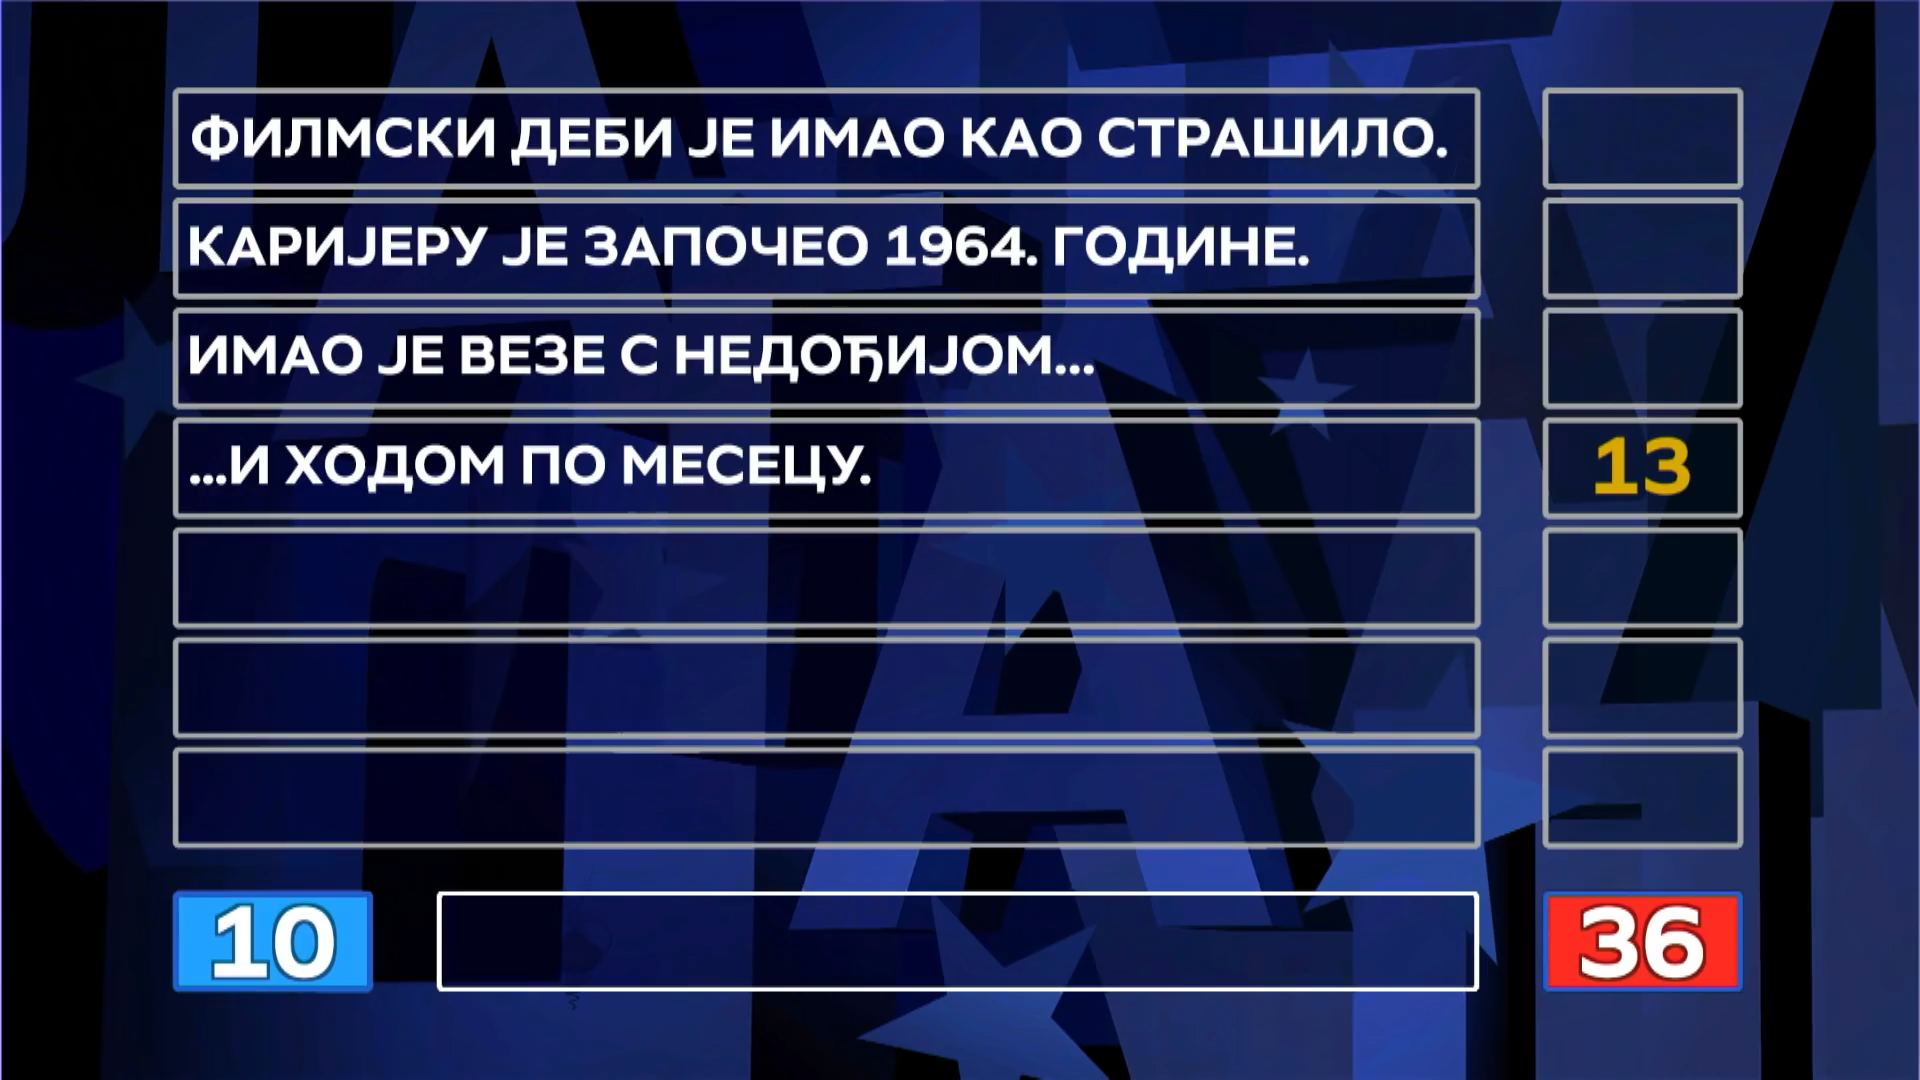 ФИЛМСКИ ДЕБИ ЈЕ ИМАО КАО СТРАШИЛО.
КАРИЈЕРУ ЈЕ ЗАПОЧЕО 1964. ГОДИНЕ.
ИМАО ЈЕ ВЕЗЕ С НЕДОЂИЈОМ...
...И ХОДОМ ПО МЕСЕЦУ.
13
10
36